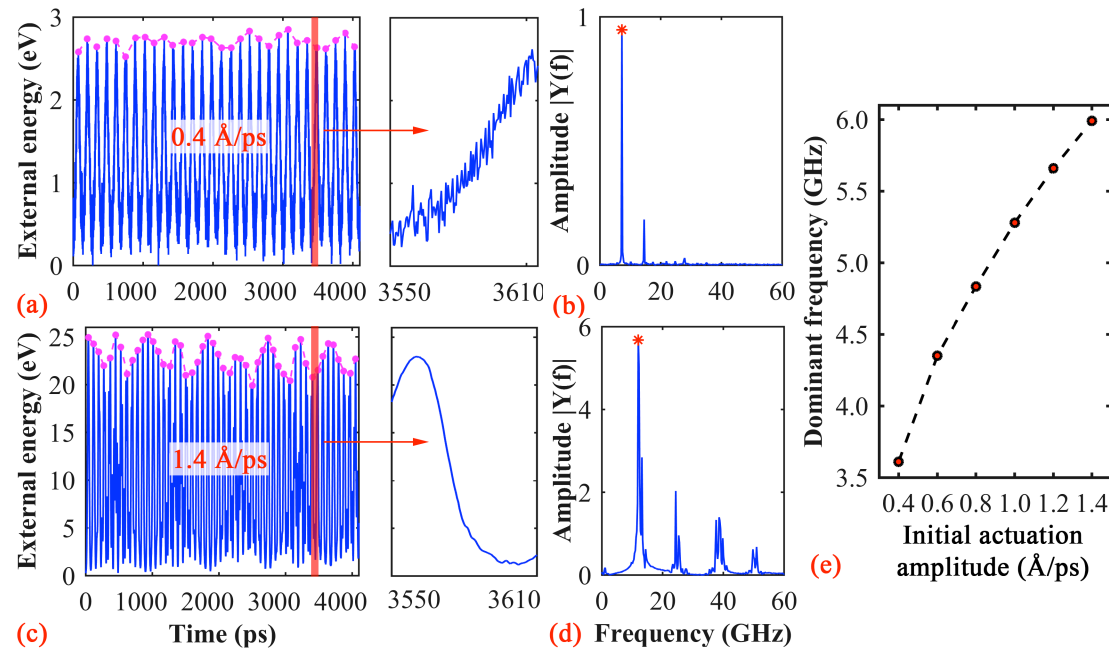 External energy (eV)
3
2
1
0
0.4 Å/ps
0 1000 2000 3000 4000
3550 3610
(a)
Amplitude |Y(f)|
1
0
0 20 40 60
(b)
External energy (eV)
25
20
15
10
5
0
1.4 Å/ps
0 1000 2000 3000 4000
3550 3610
Time (ps)
(c)
Amplitude |Y(f)|
6
4
2
0
0 20 40 60
Frequency (GHz)
(d)
Dominant frequency (GHz)
6.0
5.5
5.0
4.5
4.0
3.5
0.4 0.6 0.8 1.0 1.2 1.4
Initial actuation
amplitude (Å/ps)
(e)